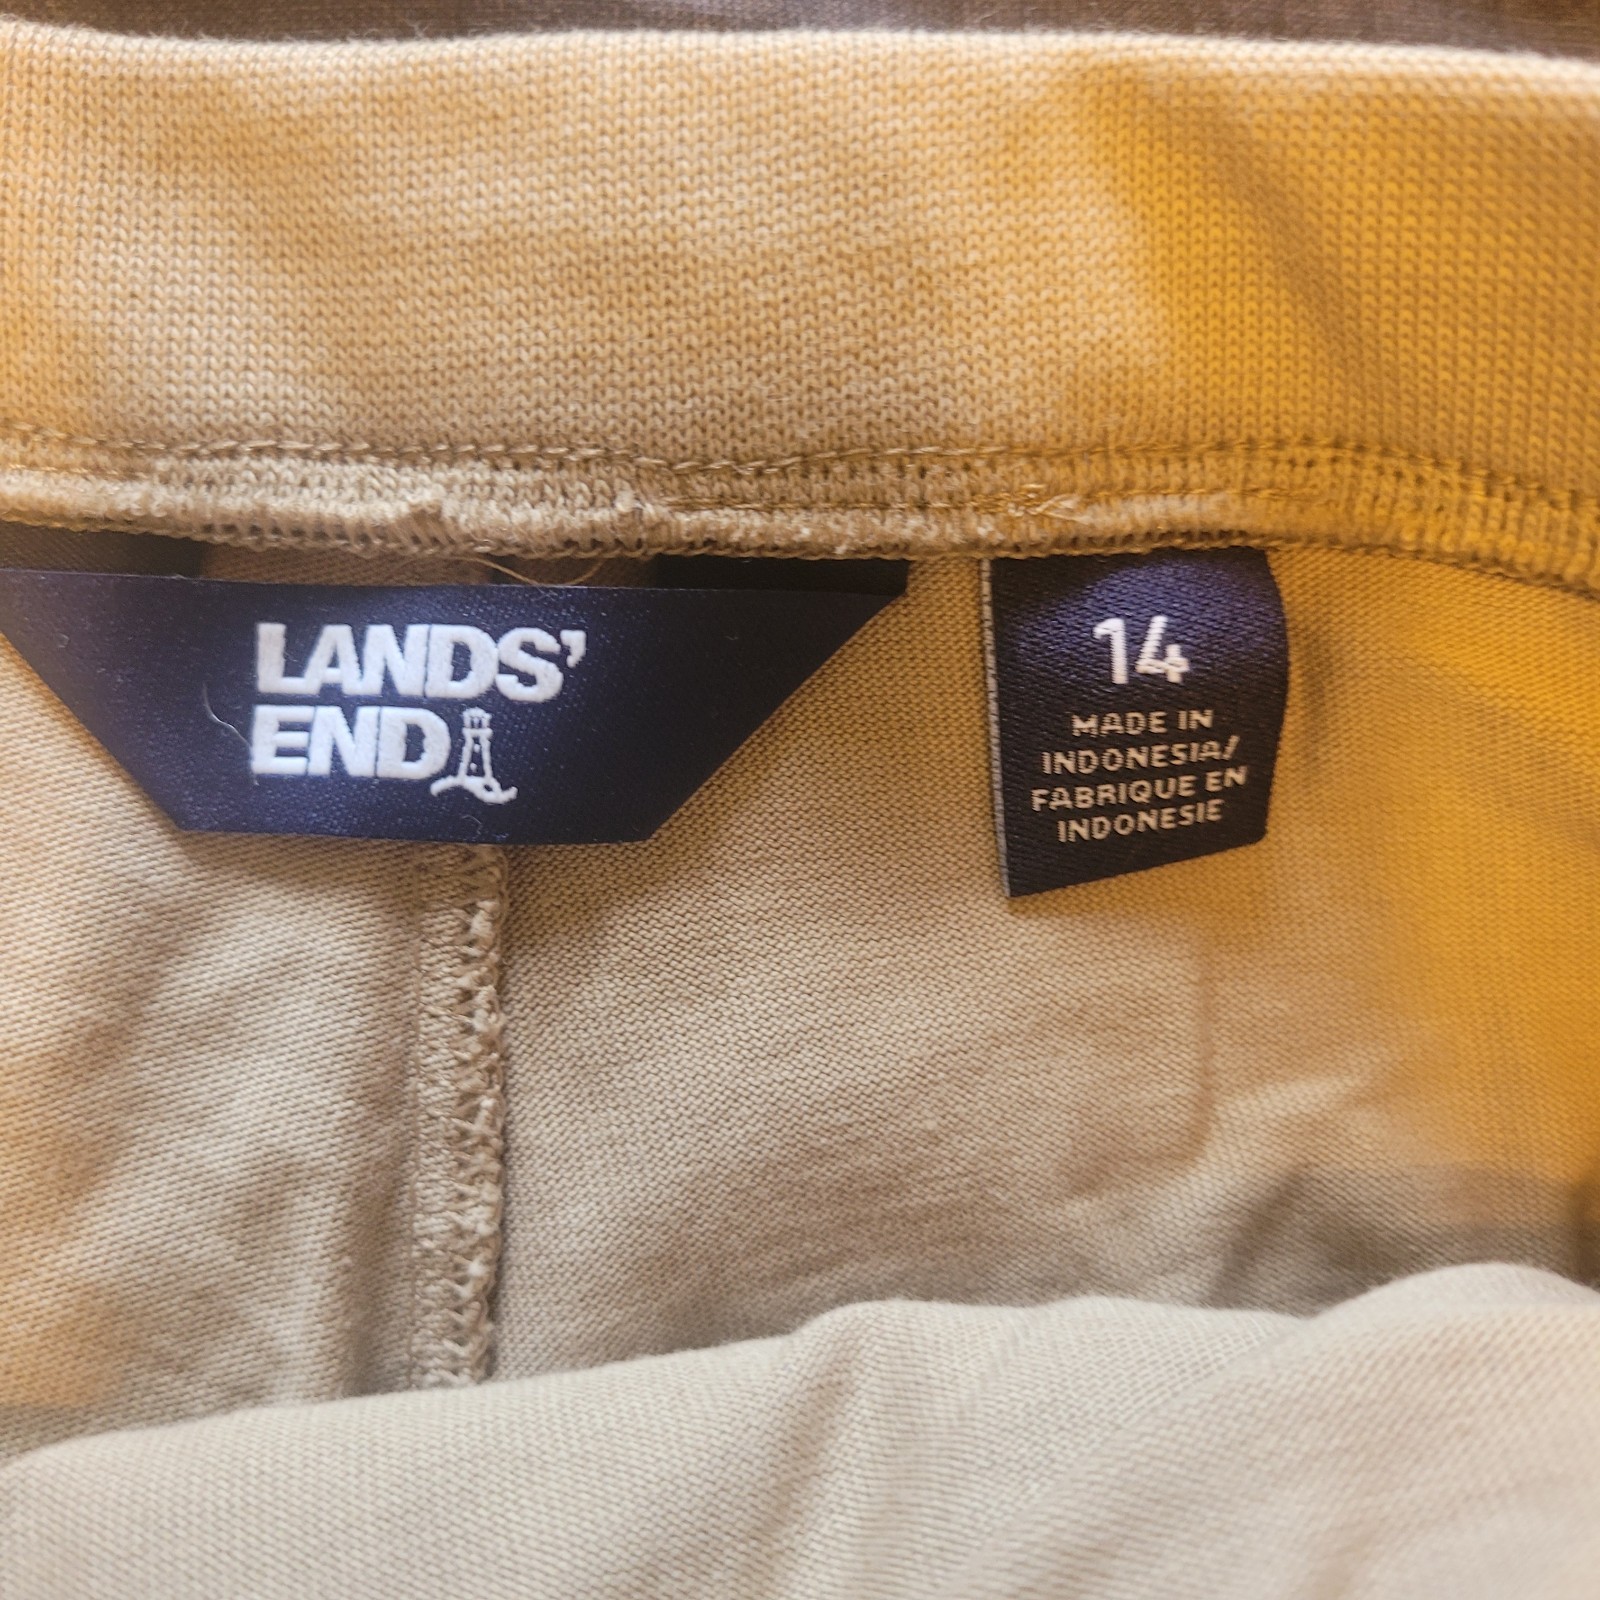 LANDS'
END
14
MADE IN
INDONESIA/
FABRIQUE EN
INDONESIE